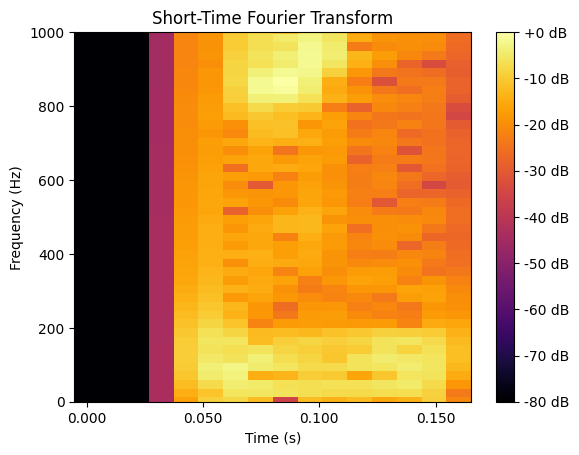 Short-Time Fourier Transform
1000
800
600
400
200
0
Frequency (Hz)
0.000
0.050
0.100
0.150
Time (s)
+0 dB
-10 dB
-20 dB
-30 dB
-40 dB
-50 dB
-60 dB
-70 dB
-80 dB